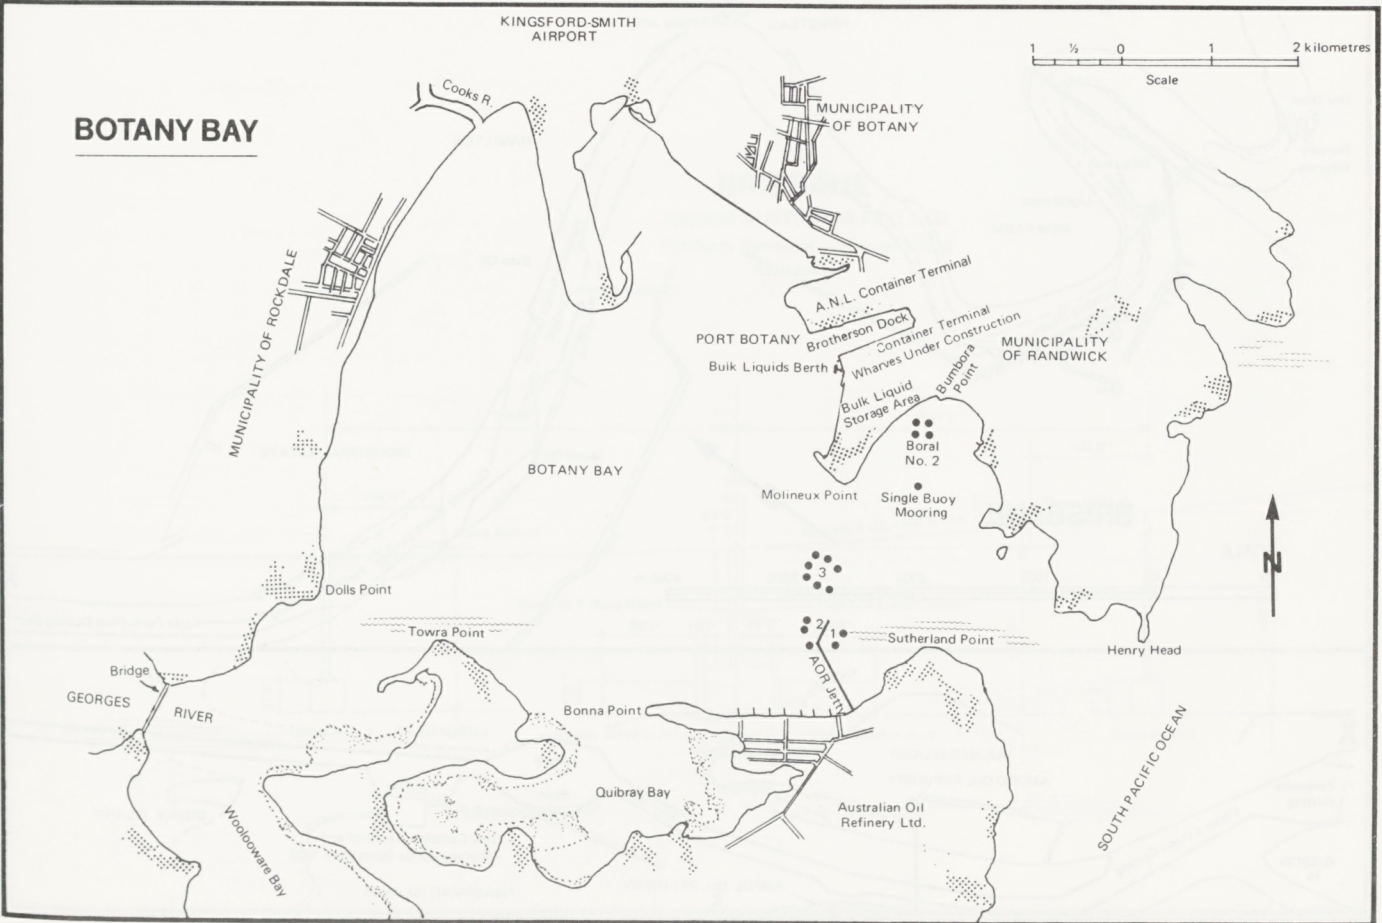 KINGSFORD-SMITH
AIRPORT
1 ½ 0 1 2 kilometres
Scale
BOTANY BAY
Cooks R.
MUNICIPALITY
OF BOTANY
MUNICIPALITY OF ROCKDALE
A.N.L. Container Terminal
PORT BOTANY
Brotherson Dock
Container Terminal
Wharves Under Construction
MUNICIPALITY
OF RANDWICK
Bulk Liquids Berth
Bumbora
Point
Bulk Liquid
Storage Area
Boral
No. 2
BOTANY BAY
Molineux Point
Single Buoy
Mooring
N
3
Dolls Point
2
1
Towra Point
Sutherland Point
Henry Head
Bridge
AOR Jetty
GEORGES
RIVER
Bonna Point
SOUTH PACIFIC OCEAN
Quibray Bay
Australian Oil
Refinery Ltd.
Woolooware Bay